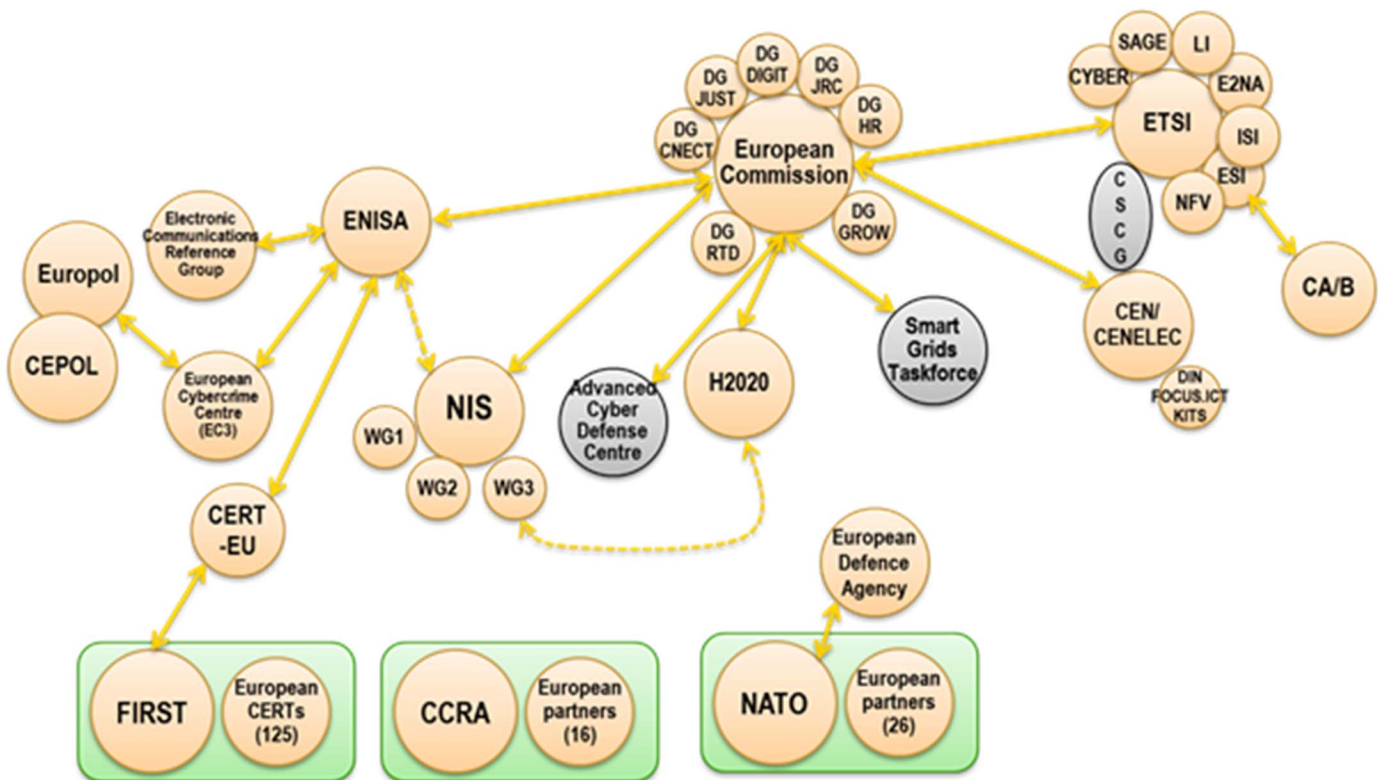 SAGE
LI
CYBER
E2NA
ETSI
ISI
ESI
NFV
C
S
C
G
DG
DIGIT
DG
JUST
DG
JRC
DG
HR
DG
CNECT
European
Commission
DG
RTD
DG
GROW
ENISA
Electronic
Communications
Reference
Group
Europol
CEPOL
European
Cybercrime
Centre
(EC3)
NIS
WG1
WG2
WG3
Advanced
Cyber
Defense
Centre
H2020
Smart
Grids
Taskforce
CEN/
CENELEC
DIN
FOCUS.ICT
KITS
CA/B
CERT
-EU
European
Defence
Agency
FIRST
European
CERTs
(125)
CCRA
European
partners
(16)
NATO
European
partners
(26)